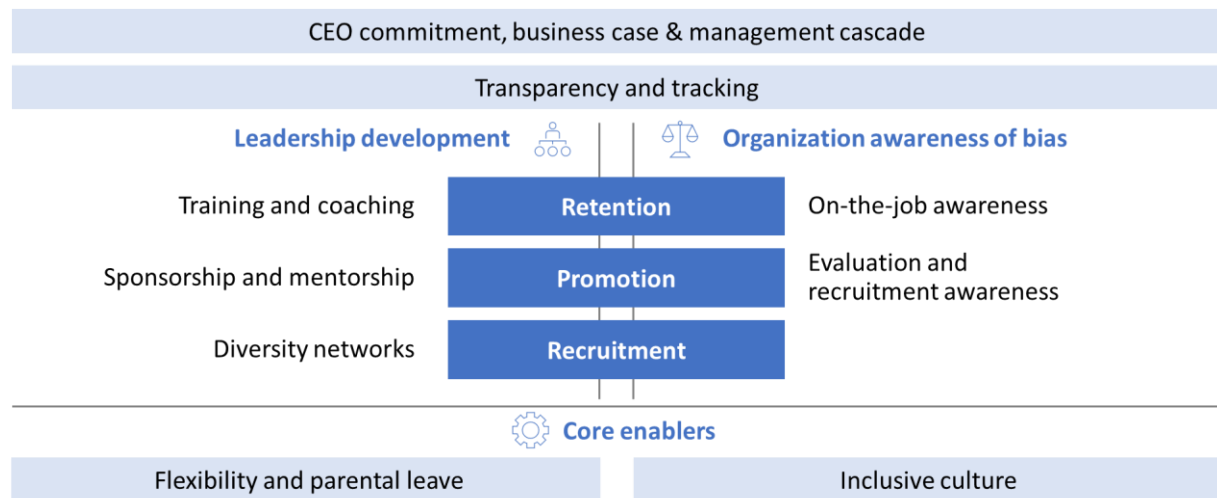 CEO commitment, business case & management cascade
Transparency and tracking
Leadership development
Organization awareness of bias
Training and coaching
Retention
On-the-job awareness
Sponsorship and mentorship
Promotion
Evaluation and
recruitment awareness
Diversity networks
Recruitment
Core enablers
Flexibility and parental leave
Inclusive culture